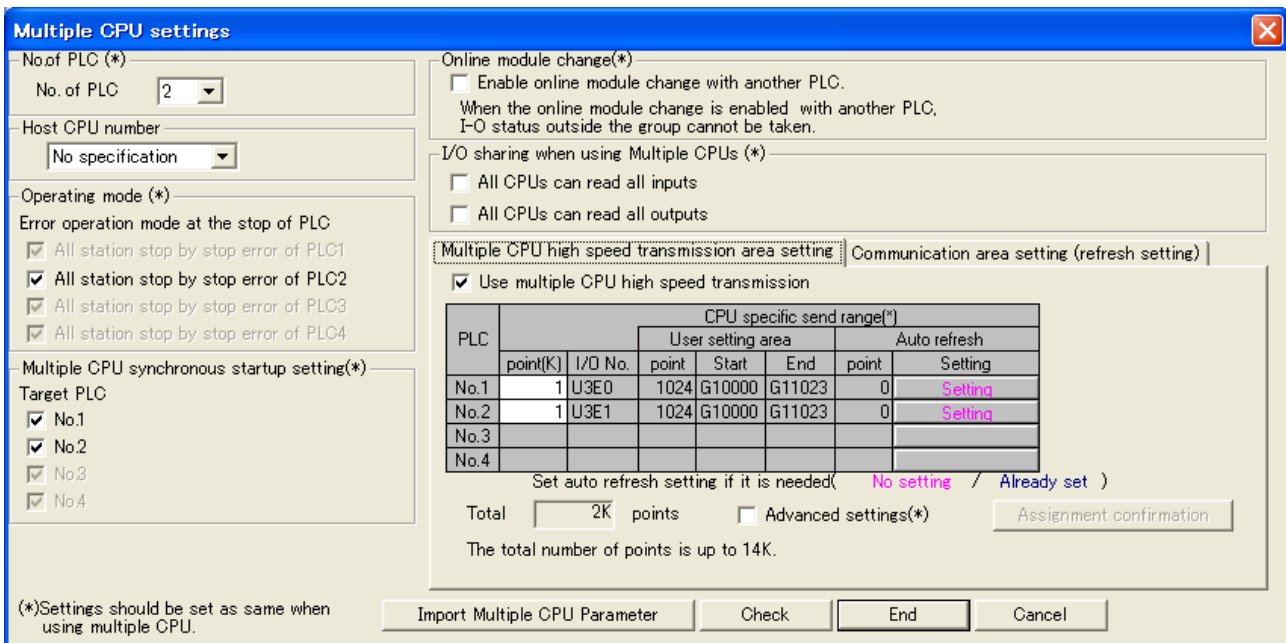 Multiple CPU settings
No.of PLC (*)
No. of PLC 2
Host CPU number
No specification
Operating mode (*)
Error operation mode at the stop of PLC
All station stop by stop error of PLC1
All station stop by stop error of PLC2
All station stop by stop error of PLC3
All station stop by stop error of PLC4
Multiple CPU synchronous startup setting(*)
Target PLC
No.1
No.2
No.3
No.4
Online module change(*)
Enable online module change with another PLC.
When the online module change is enabled with another PLC,
I-O status outside the group cannot be taken.
I/O sharing when using Multiple CPUs (*)
All CPUs can read all inputs
All CPUs can read all outputs
Multiple CPU high speed transmission area setting Communication area setting (refresh setting)
Use multiple CPU high speed transmission
CPU specific send range(*)
PLC User setting area Auto refresh
point(K) I/O No. point Start End point Setting
No.1 1 U3E0 1024 G10000 G11023 0 Setting
No.2 1 U3E1 1024 G10000 G11023 0 Setting
No.3
No.4
Set auto refresh setting if it is needed( No setting / Already set )
Total 2K points Advanced settings(*) Assignment confirmation
The total number of points is up to 14K.
(*)Settings should be set as same when
using multiple CPU.
Import Multiple CPU Parameter Check End Cancel